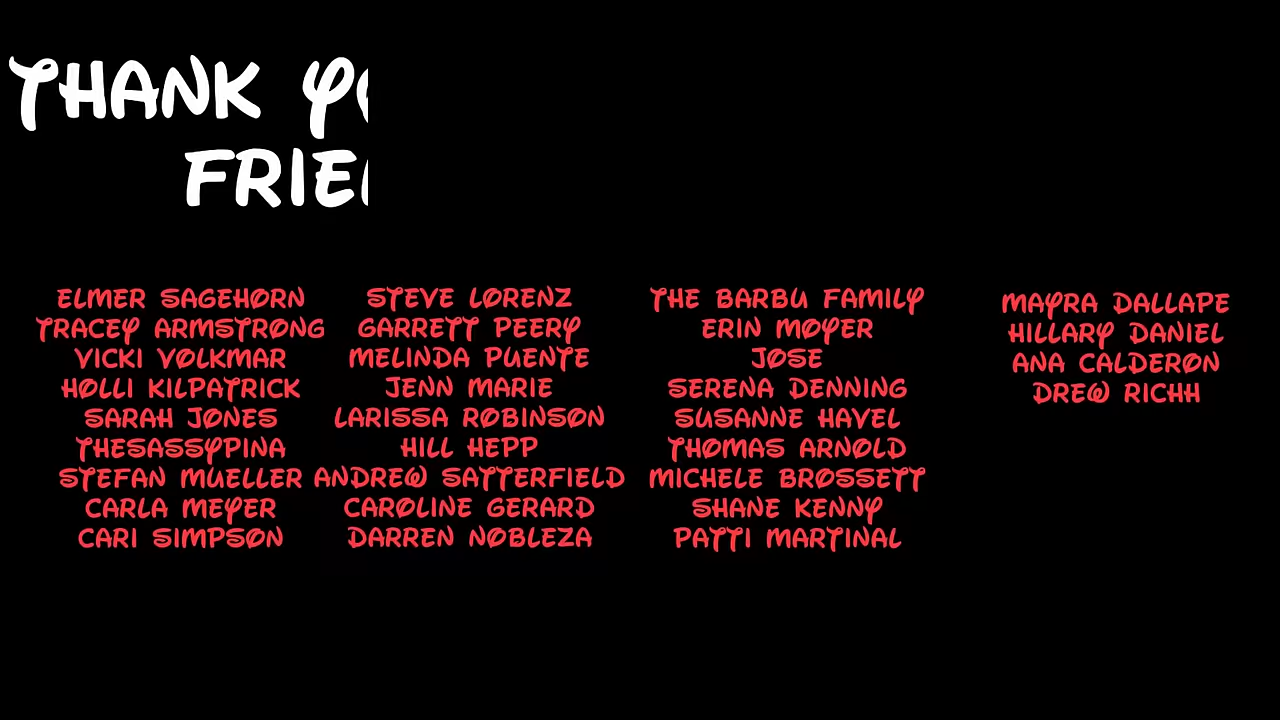 THANK YO
FRIE
ELMER SAGEHORN
TRACEY ARMSTRONG
VICKI VOLKMAR
HOLLI KILPATRICK
SARAH JONES
THESASSYPINA
STEFAN MUELLER
CARLA MEYER
CARI SIMPSON
STEVE LORENZ
GARRETT PEERY
MELINDA PUENTE
JENN MARIE
LARISSA ROBINSON
HILL HEPP
ANDREW SATTERFIELD
CAROLINE GERARD
DARREN NOBLEZA
THE BARBU FAMILY
ERIN MOYER
JOSE
SERENA DENNING
SUSANNE HAVEL
THOMAS ARNOLD
MICHELE BROSSETT
SHANE KENNY
PATTI MARTINAL
MAYRA DALLAPE
HILLARY DANIEL
ANA CALDERON
DREW RICHH